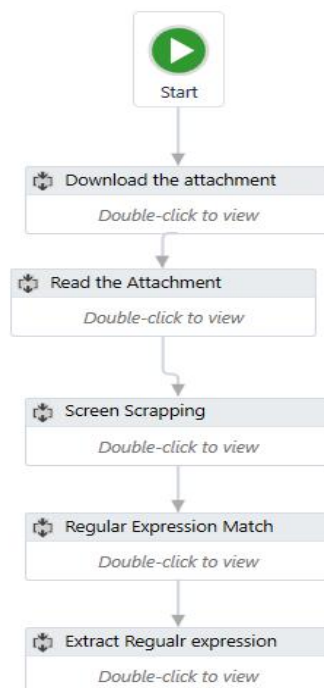 Start
Download the attachment
Double-click to view
Read the Attachment
Double-click to view
Screen Scrapping
Double-click to view
Regular Expression Match
Double-click to view
Extract Regualr expression
Double-click to view